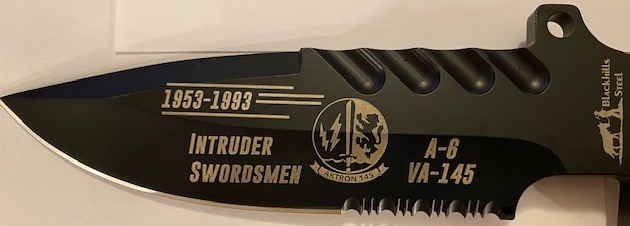 1953-1993
INTRUDER
SWORDSMEN
ATKRON 145
A-6
VA-145
BLACKHILLS
STEEL